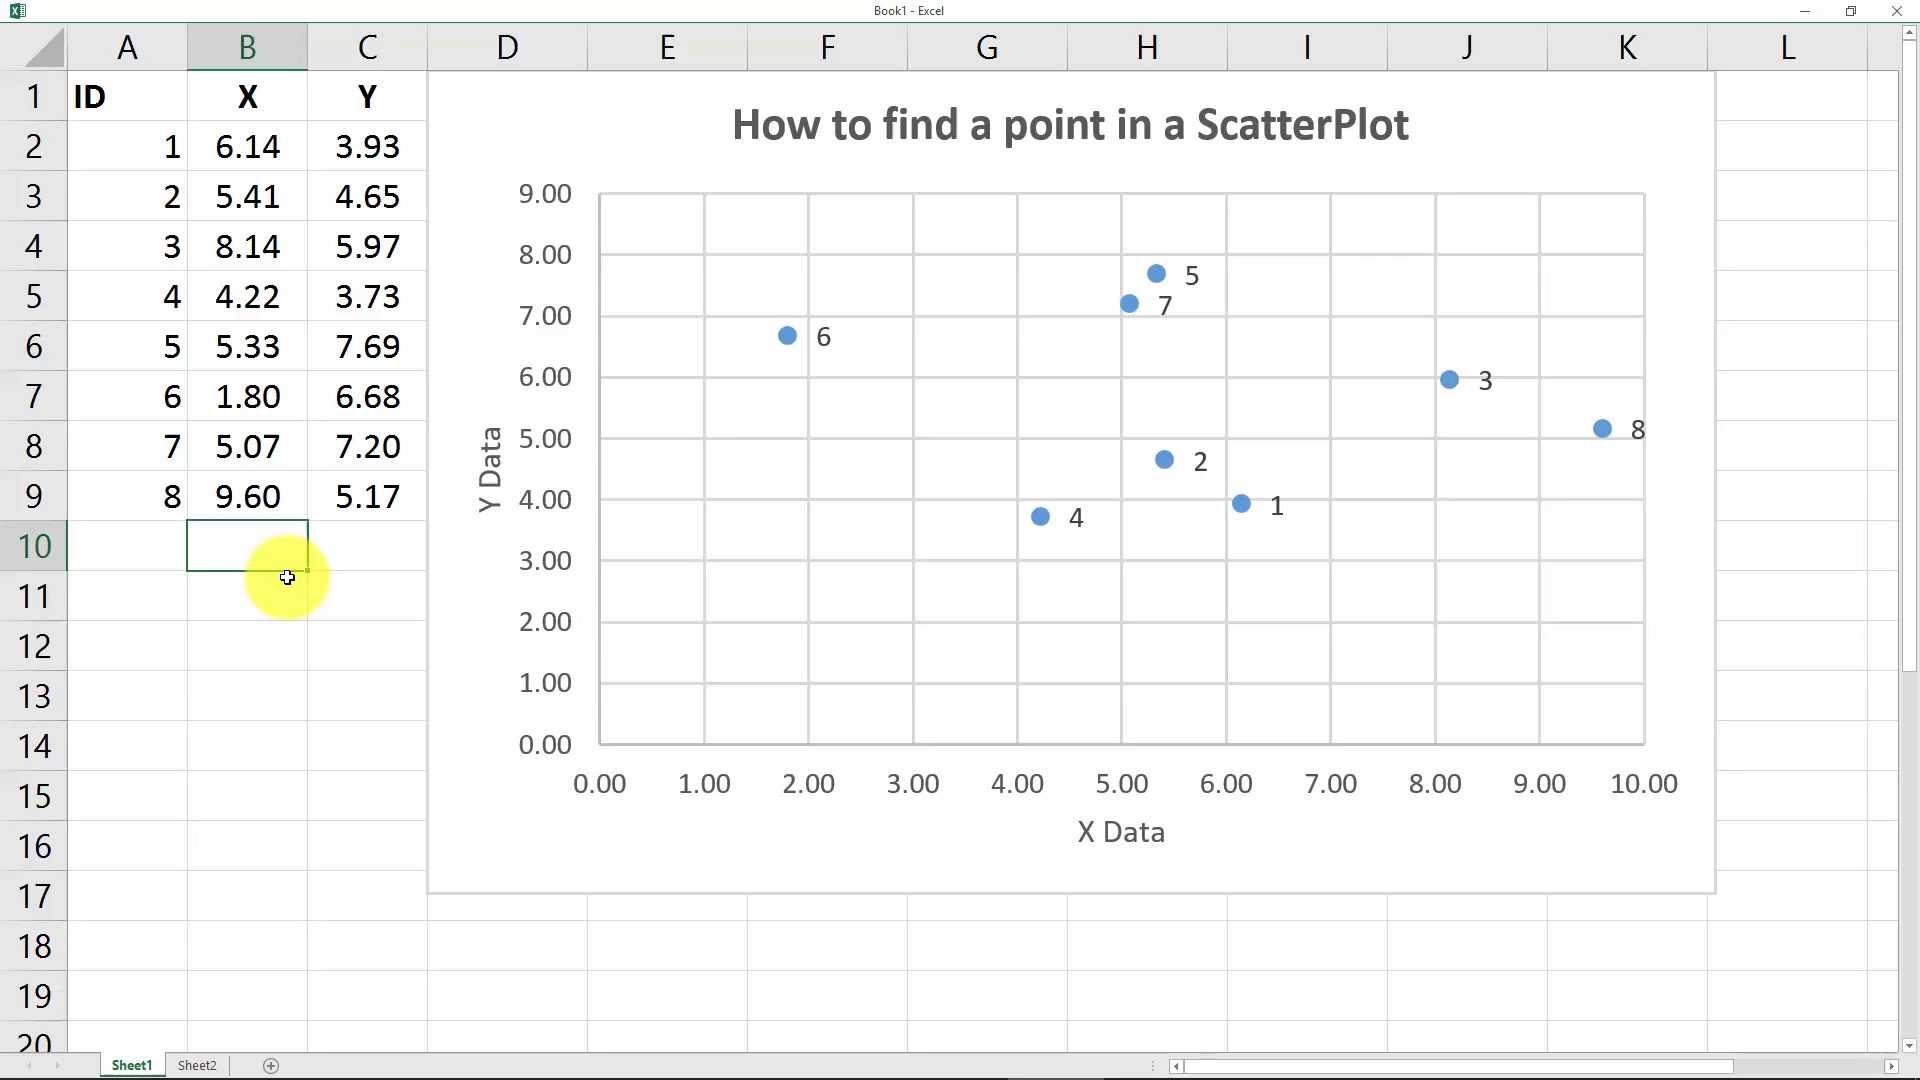 Book1 - Excel
A B C D E F G H I J K L
1 ID X Y
2 1 6.14 3.93
3 2 5.41 4.65
4 3 8.14 5.97
5 4 4.22 3.73
6 5 5.33 7.69
7 6 1.80 6.68
8 7 5.07 7.20
9 8 9.60 5.17
10
11
12
13
14
15
16
17
18
19
20
How to find a point in a ScatterPlot
9.00
8.00
7.00
6.00
5.00
4.00
3.00
2.00
1.00
0.00
Y Data
5
7
6
3
8
2
1
4
0.00 1.00 2.00 3.00 4.00 5.00 6.00 7.00 8.00 9.00 10.00
X Data
Sheet1 Sheet2